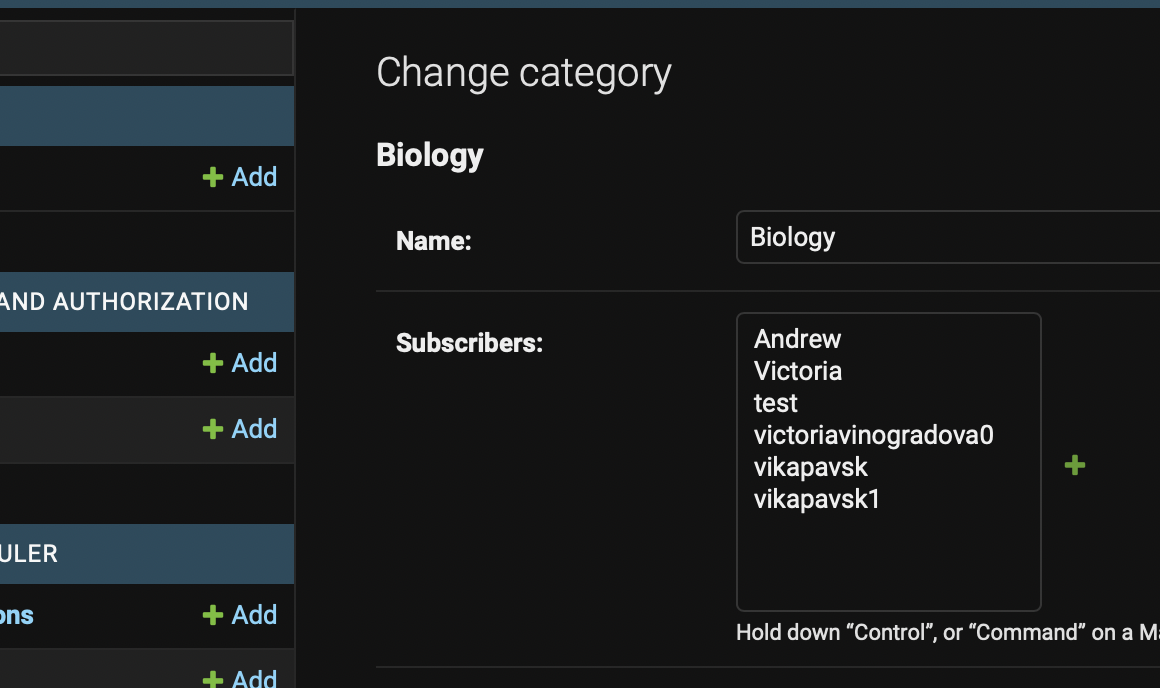 Change category
Biology
Add
Name:
Biology
AND AUTHORIZATION
Subscribers:
Andrew
Victoria
test
victoriavinogradova0
vikapavsk
vikapavsk1
Add
Add
ULER
ons
Add
Hold down “Control”, or “Command” on a Ma
Add